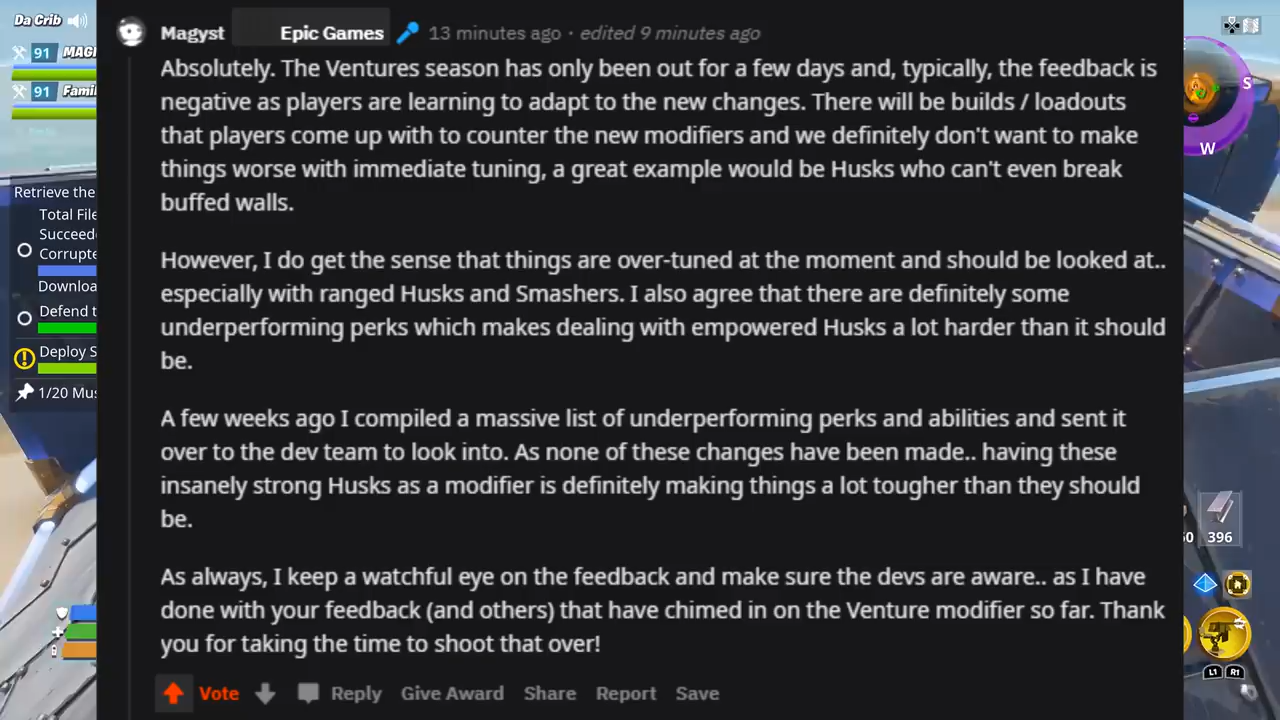 Da Crib
Magyst Epic Games 13 minutes ago · edited 9 minutes ago
91 MAGI
91 Famil
Absolutely. The Ventures season has only been out for a few days and, typically, the feedback is
negative as players are learning to adapt to the new changes. There will be builds / loadouts
that players come up with to counter the new modifiers and we definitely don't want to make
things worse with immediate tuning, a great example would be Husks who can't even break
buffed walls.
However, I do get the sense that things are over-tuned at the moment and should be looked at..
especially with ranged Husks and Smashers. I also agree that there are definitely some
underperforming perks which makes dealing with empowered Husks a lot harder than it should
be.
A few weeks ago I compiled a massive list of underperforming perks and abilities and sent it
over to the dev team to look into. As none of these changes have been made.. having these
insanely strong Husks as a modifier is definitely making things a lot tougher than they should
be.
As always, I keep a watchful eye on the feedback and make sure the devs are aware.. as I have
done with your feedback (and others) that have chimed in on the Venture modifier so far. Thank
you for taking the time to shoot that over!
Vote Reply Give Award Share Report Save
Retrieve the
Total File
Succeed
Corrupte
Downloa
Defend t
Deploy S
1/20 Mus
S
W
396
L1 R1